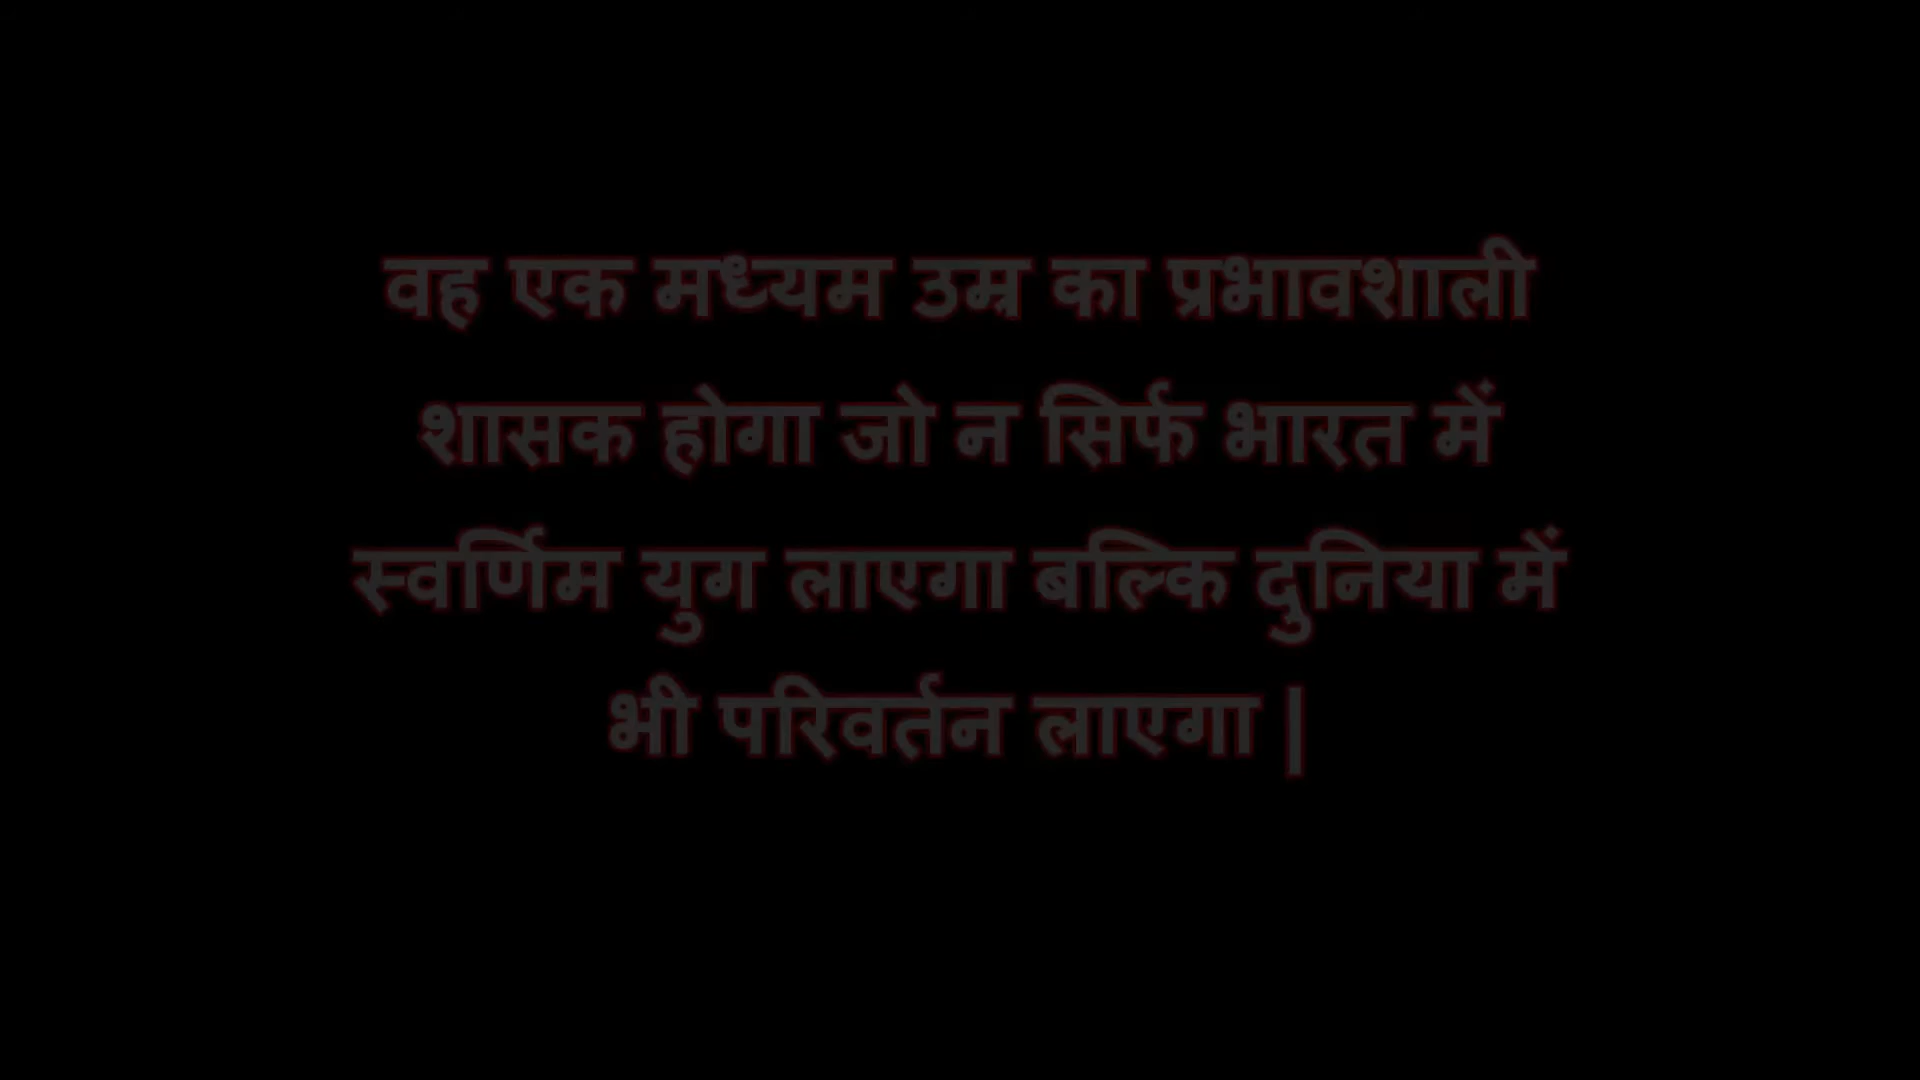 वह एक मध्यम उम्र का प्रभावशाली
शासक होगा जो न सिर्फ भारत में
स्वर्णिम युग लाएगा बल्कि दुनिया में
भी परिवर्तन लाएगा |